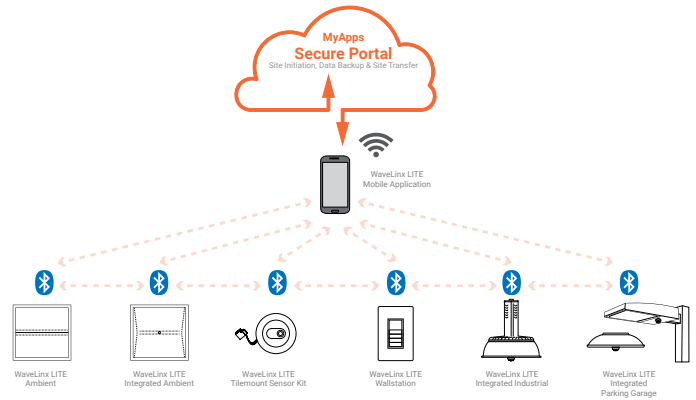 MyApps
Secure Portal
Site Initiation, Data Backup & Site Transfer
WaveLinx LITE
Mobile Application
WaveLinx LITE
Ambient
WaveLinx LITE
Integrated Ambient
WaveLinx LITE
Tilemount Sensor Kit
WaveLinx LITE
Wallstation
WaveLinx LITE
Integrated Industrial
WaveLinx LITE
Integrated
Parking Garage